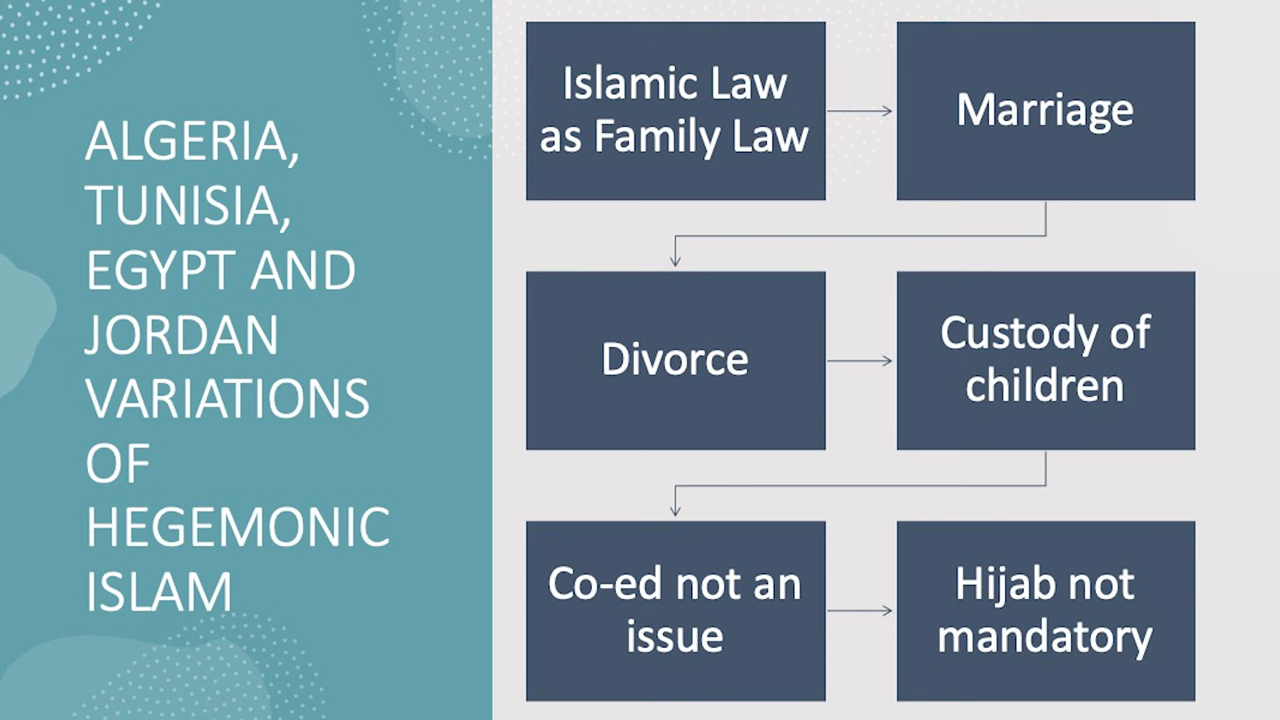 ALGERIA,
TUNISIA,
EGYPT AND
JORDAN
VARIATIONS
OF
HEGEMONIC
ISLAM
Islamic Law
as Family Law
Marriage
Divorce
Custody of
children
Co-ed not an
issue
Hijab not
mandatory